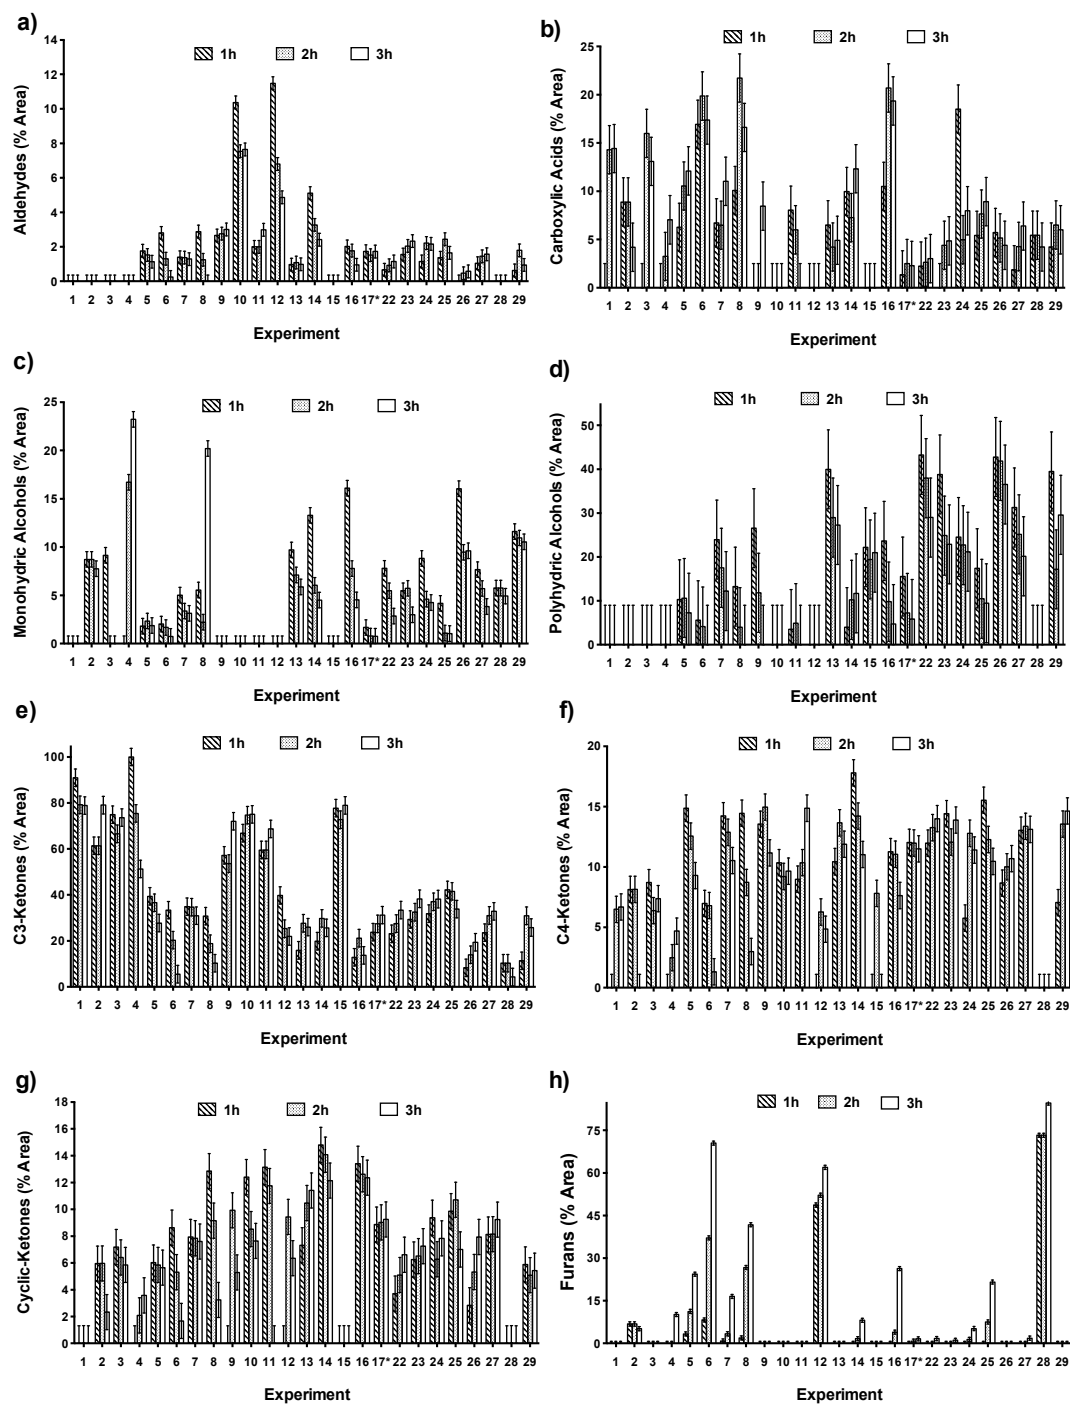 a)
1h 2h 3h
14
12
10
8
6
4
2
0
Aldehydes (% Area)
1 2 3 4 5 6 7 8 9 10 11 12 13 14 15 16 17* 22 23 24 25 26 27 28 29
Experiment
b)
1h 2h 3h
25
20
15
10
5
0
Carboxylic Acids (% Area)
1 2 3 4 5 6 7 8 9 10 11 12 13 14 15 16 17* 22 23 24 25 26 27 28 29
Experiment
c)
1h 2h 3h
25
20
15
10
5
0
Monohydric Alcohols (% Area)
1 2 3 4 5 6 7 8 9 10 11 12 13 14 15 16 17* 22 23 24 25 26 27 28 29
Experiment
d)
1h 2h 3h
50
40
30
20
10
0
Polyhydric Alcohols (% Area)
1 2 3 4 5 6 7 8 9 10 11 12 13 14 15 16 17* 22 23 24 25 26 27 28 29
Experiment
e)
1h 2h 3h
100
80
60
40
20
0
C3-Ketones (% Area)
1 2 3 4 5 6 7 8 9 10 11 12 13 14 15 16 17* 22 23 24 25 26 27 28 29
Experiment
f)
1h 2h 3h
20
15
10
5
0
C4-Ketones (% Area)
1 2 3 4 5 6 7 8 9 10 11 12 13 14 15 16 17* 22 23 24 25 26 27 28 29
Experiment
g)
1h 2h 3h
18
16
14
12
10
8
6
4
2
0
Cyclic-Ketones (% Area)
1 2 3 4 5 6 7 8 9 10 11 12 13 14 15 16 17* 22 23 24 25 26 27 28 29
Experiment
h)
1h 2h 3h
75
60
45
30
15
0
Furans (% Area)
1 2 3 4 5 6 7 8 9 10 11 12 13 14 15 16 17* 22 23 24 25 26 27 28 29
Experiment